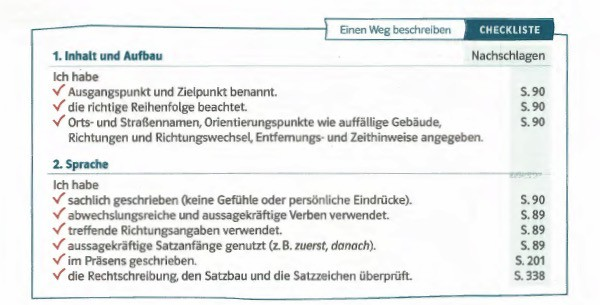 Einen Weg beschreiben CHECKLISTE
1. Inhalt und Aufbau Nachschlagen
Ich habe
✓ Ausgangspunkt und Zielpunkt benannt. S. 90
✓ die richtige Reihenfolge beachtet. S. 90
✓ Orts- und Straßennamen, Orientierungspunkte wie auffällige Gebäude, S. 90
Richtungen und Richtungswechsel, Entfernungs- und Zeithinweise angegeben.
2. Sprache
Ich habe
✓ sachlich geschrieben (keine Gefühle oder persönliche Eindrücke). S. 90
✓ abwechslungsreiche und aussagekräftige Verben verwendet. S. 89
✓ treffende Richtungsangaben verwendet. S. 89
✓ aussagekräftige Satzanfänge genutzt (z. B. zuerst, danach). S. 89
✓ im Präsens geschrieben. S. 201
✓ die Rechtschreibung, den Satzbau und die Satzzeichen überprüft. S. 338